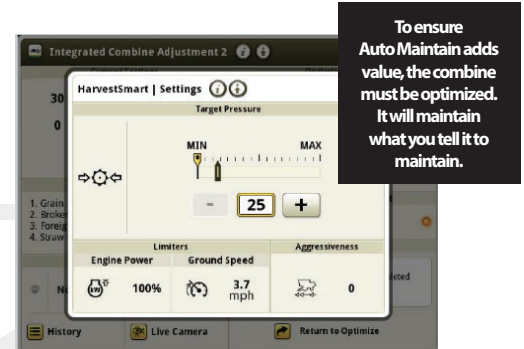 Integrated Combine Adjustment 2
To ensure
Auto Maintain adds
value, the combine
must be optimized.
It will maintain
what you tell it to
maintain.
30
0
HarvestSmart | Settings
Target Pressure
MIN MAX
- 25 +
Limiters Aggressiveness
Engine Power Ground Speed
100% 3.7 mph 0
1. Grain
2. Broken
3. Foreig
4. Straw
History Live Camera Return to Optimize